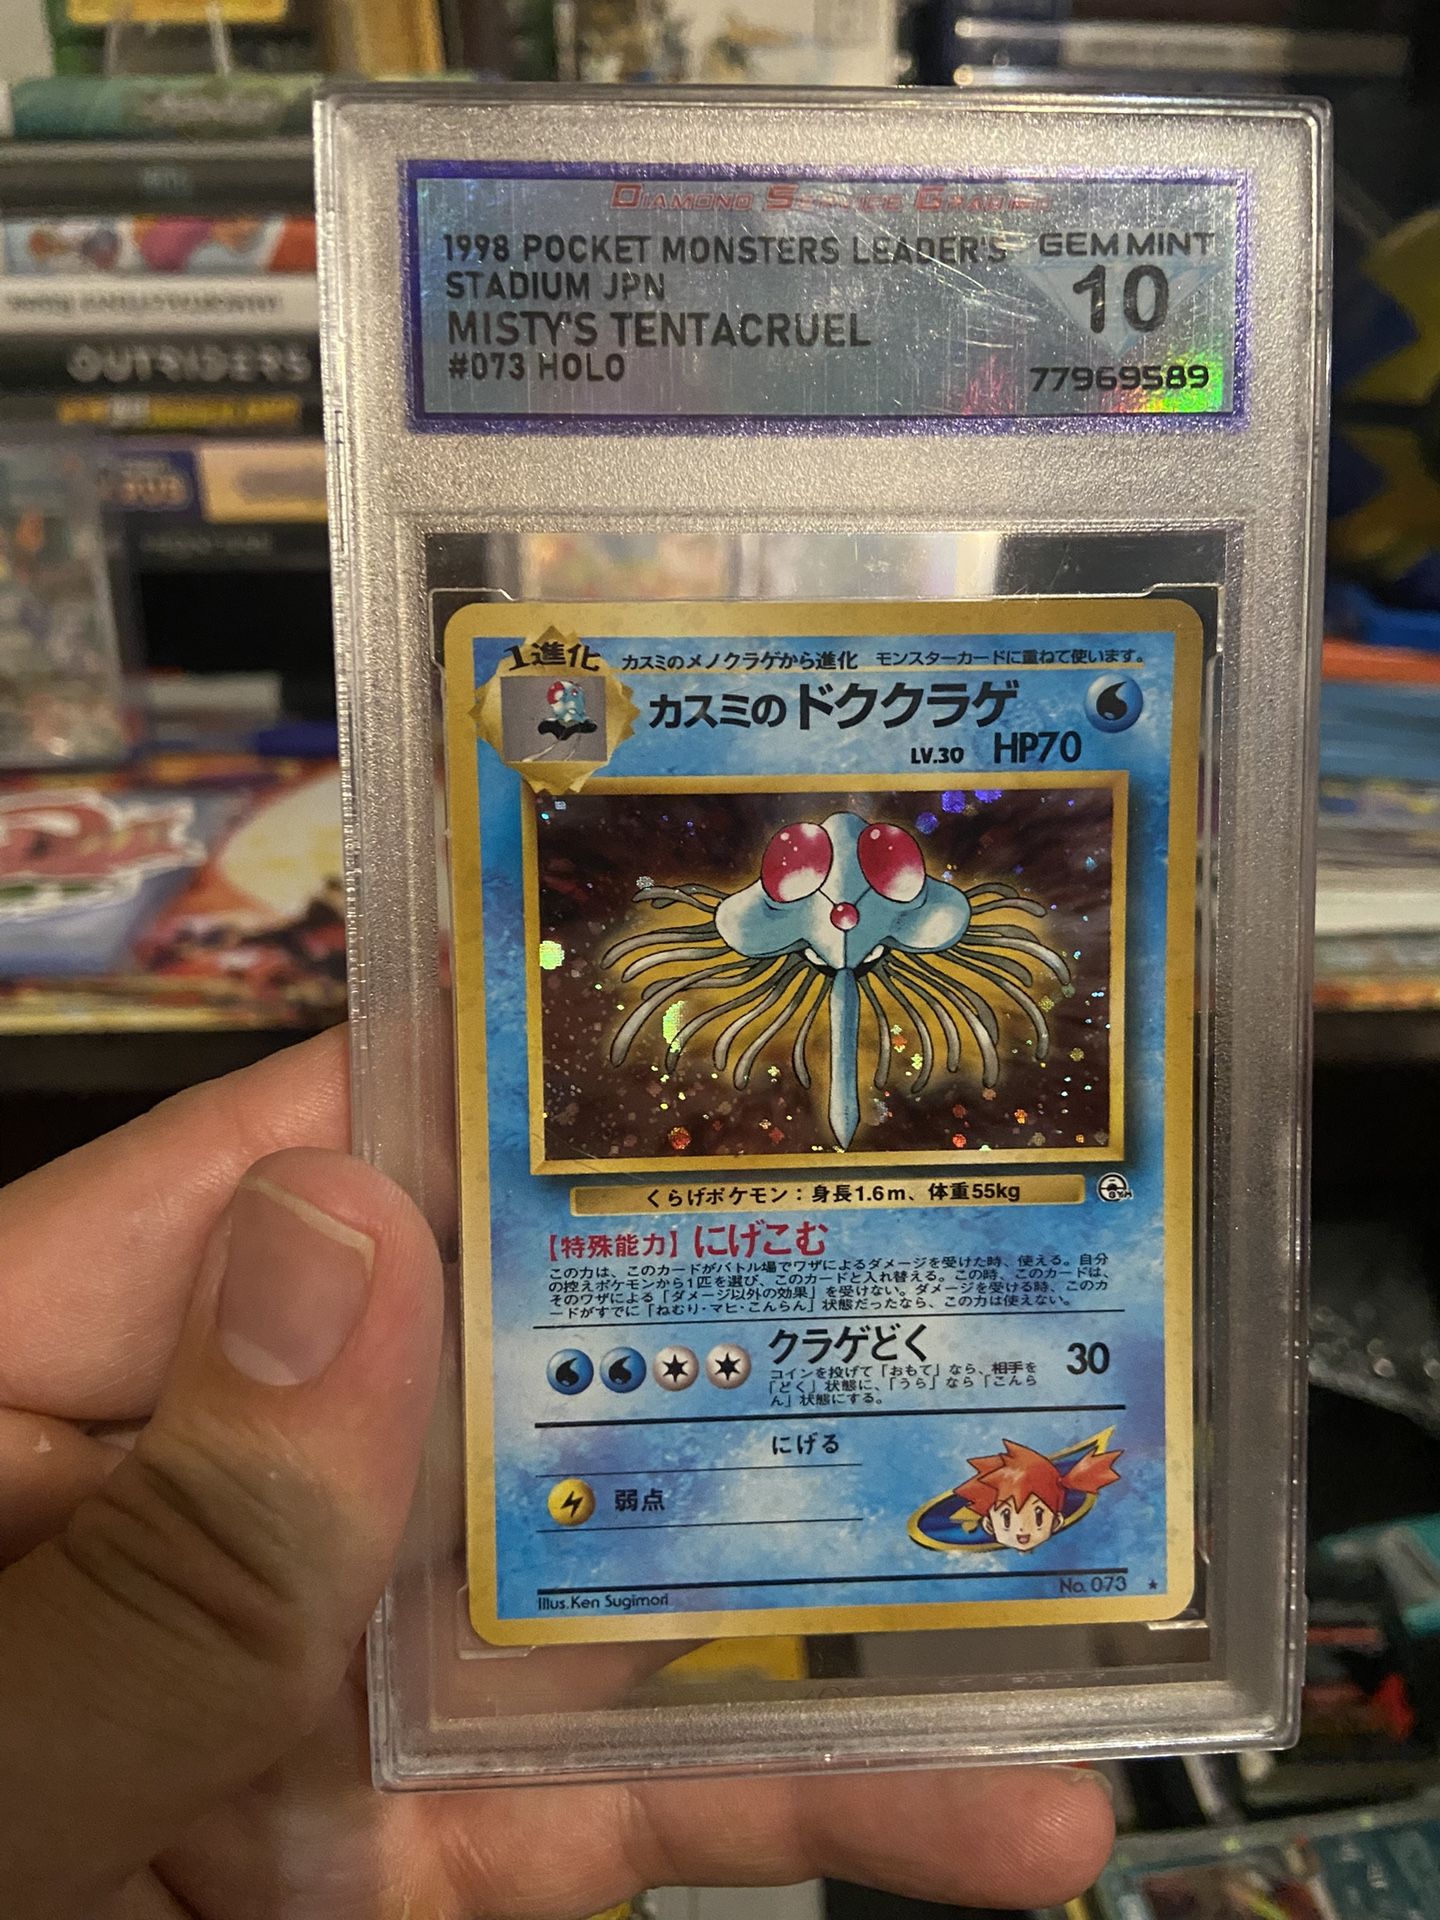 DIAMOND SERVICE GRADING
1998 POCKET MONSTERS LEADER'S
STADIUM JPN
MISTY'S TENTACRUEL
#073 HOLO
GEM MINT
10
77969589
OUTRIDERS
1進化
カスミのメノクラゲから進化 モンスターカードに重ねて使います。
カスミのドククラゲ
LV.30 HP70
くらげポケモン:身長1.6m、体重55kg
GYM
【特殊能力】にげこむ
この力は、このカードがバトル場でワザによるダメージを受けた時、使える。自分
の控えポケモンから1匹を選び、このカードと入れ替える。この時、このカードは、
そのワザによる「ダメージ以外の効果」を受けない。ダメージを受ける時、このカ
ードがすでに「ねむり・マヒ・こんらん」状態だったなら、この力は使えない。
クラゲどく 30
コインを投げて「おもて」なら、相手を
「どく」状態に、「うら」なら「こんら
ん」状態にする。
にげる
弱点
Illus.Ken Sugimori
No.073 ★